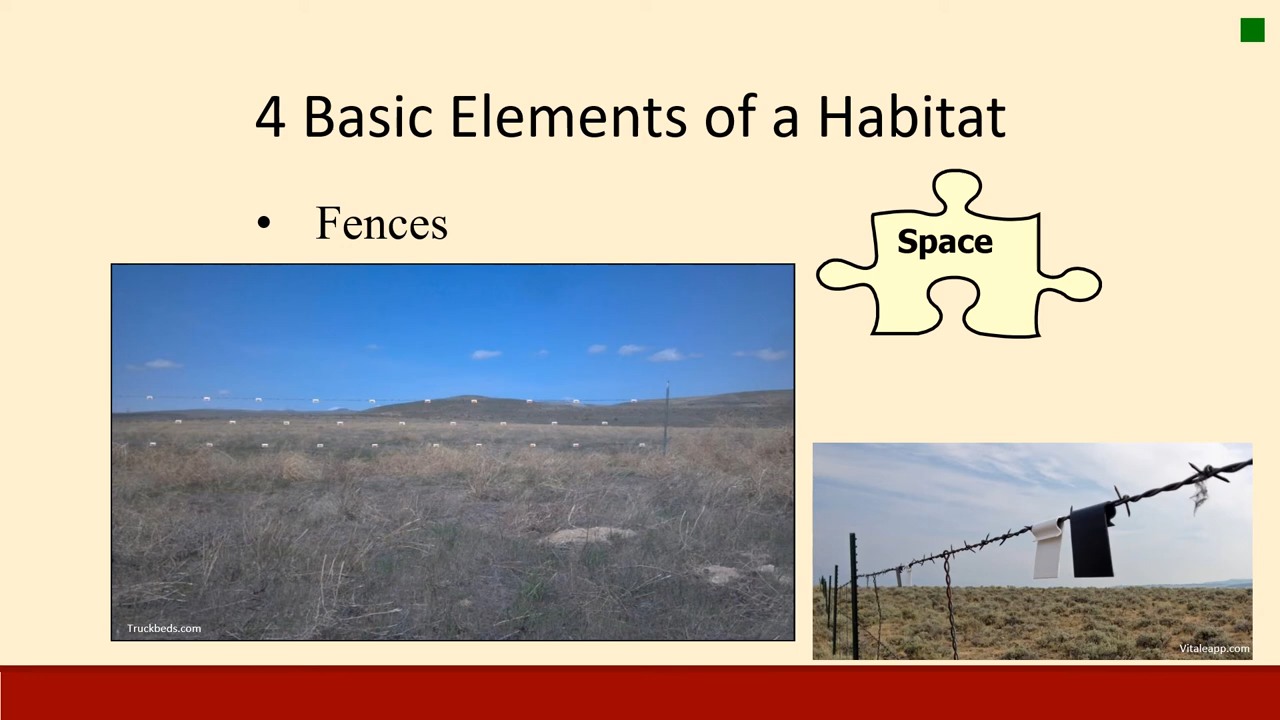 4 Basic Elements of a Habitat
• Fences
Space
Truckbeds.com
Vitaleapp.com